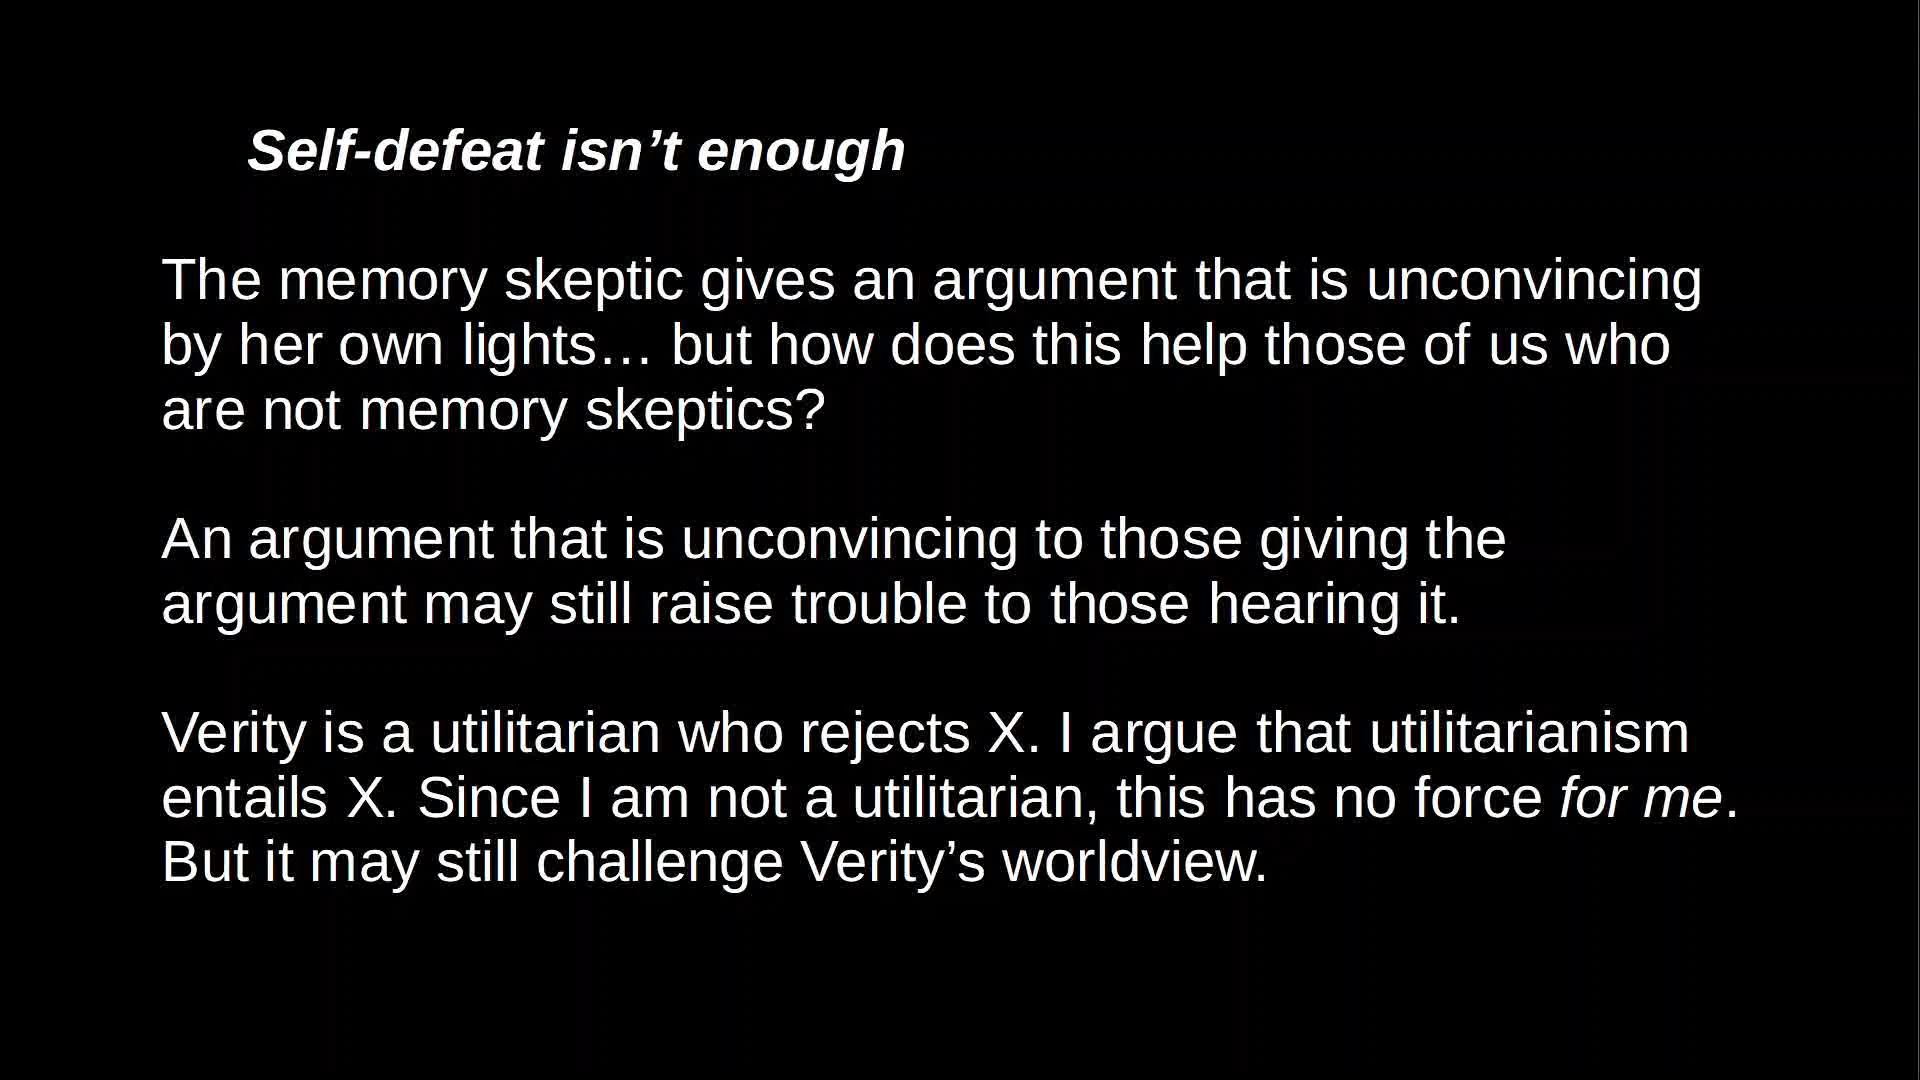 Self-defeat isn’t enough
The memory skeptic gives an argument that is unconvincing
by her own lights… but how does this help those of us who
are not memory skeptics?
An argument that is unconvincing to those giving the
argument may still raise trouble to those hearing it.
Verity is a utilitarian who rejects X. I argue that utilitarianism
entails X. Since I am not a utilitarian, this has no force for me.
But it may still challenge Verity’s worldview.